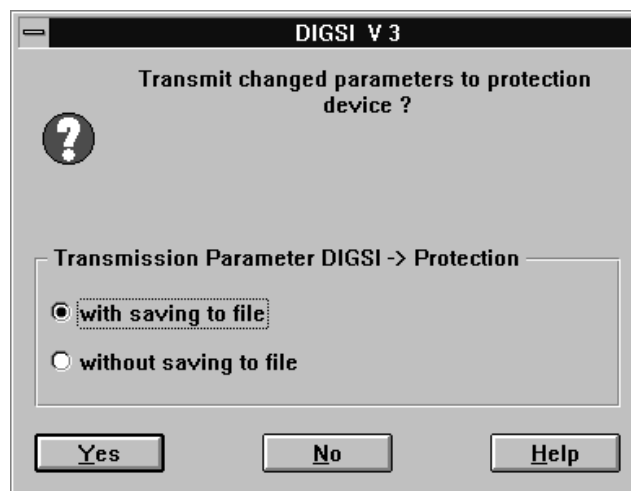 DIGSI V 3
Transmit changed parameters to protection
device ?
Transmission Parameter DIGSI -> Protection
with saving to file
without saving to file
Yes No Help